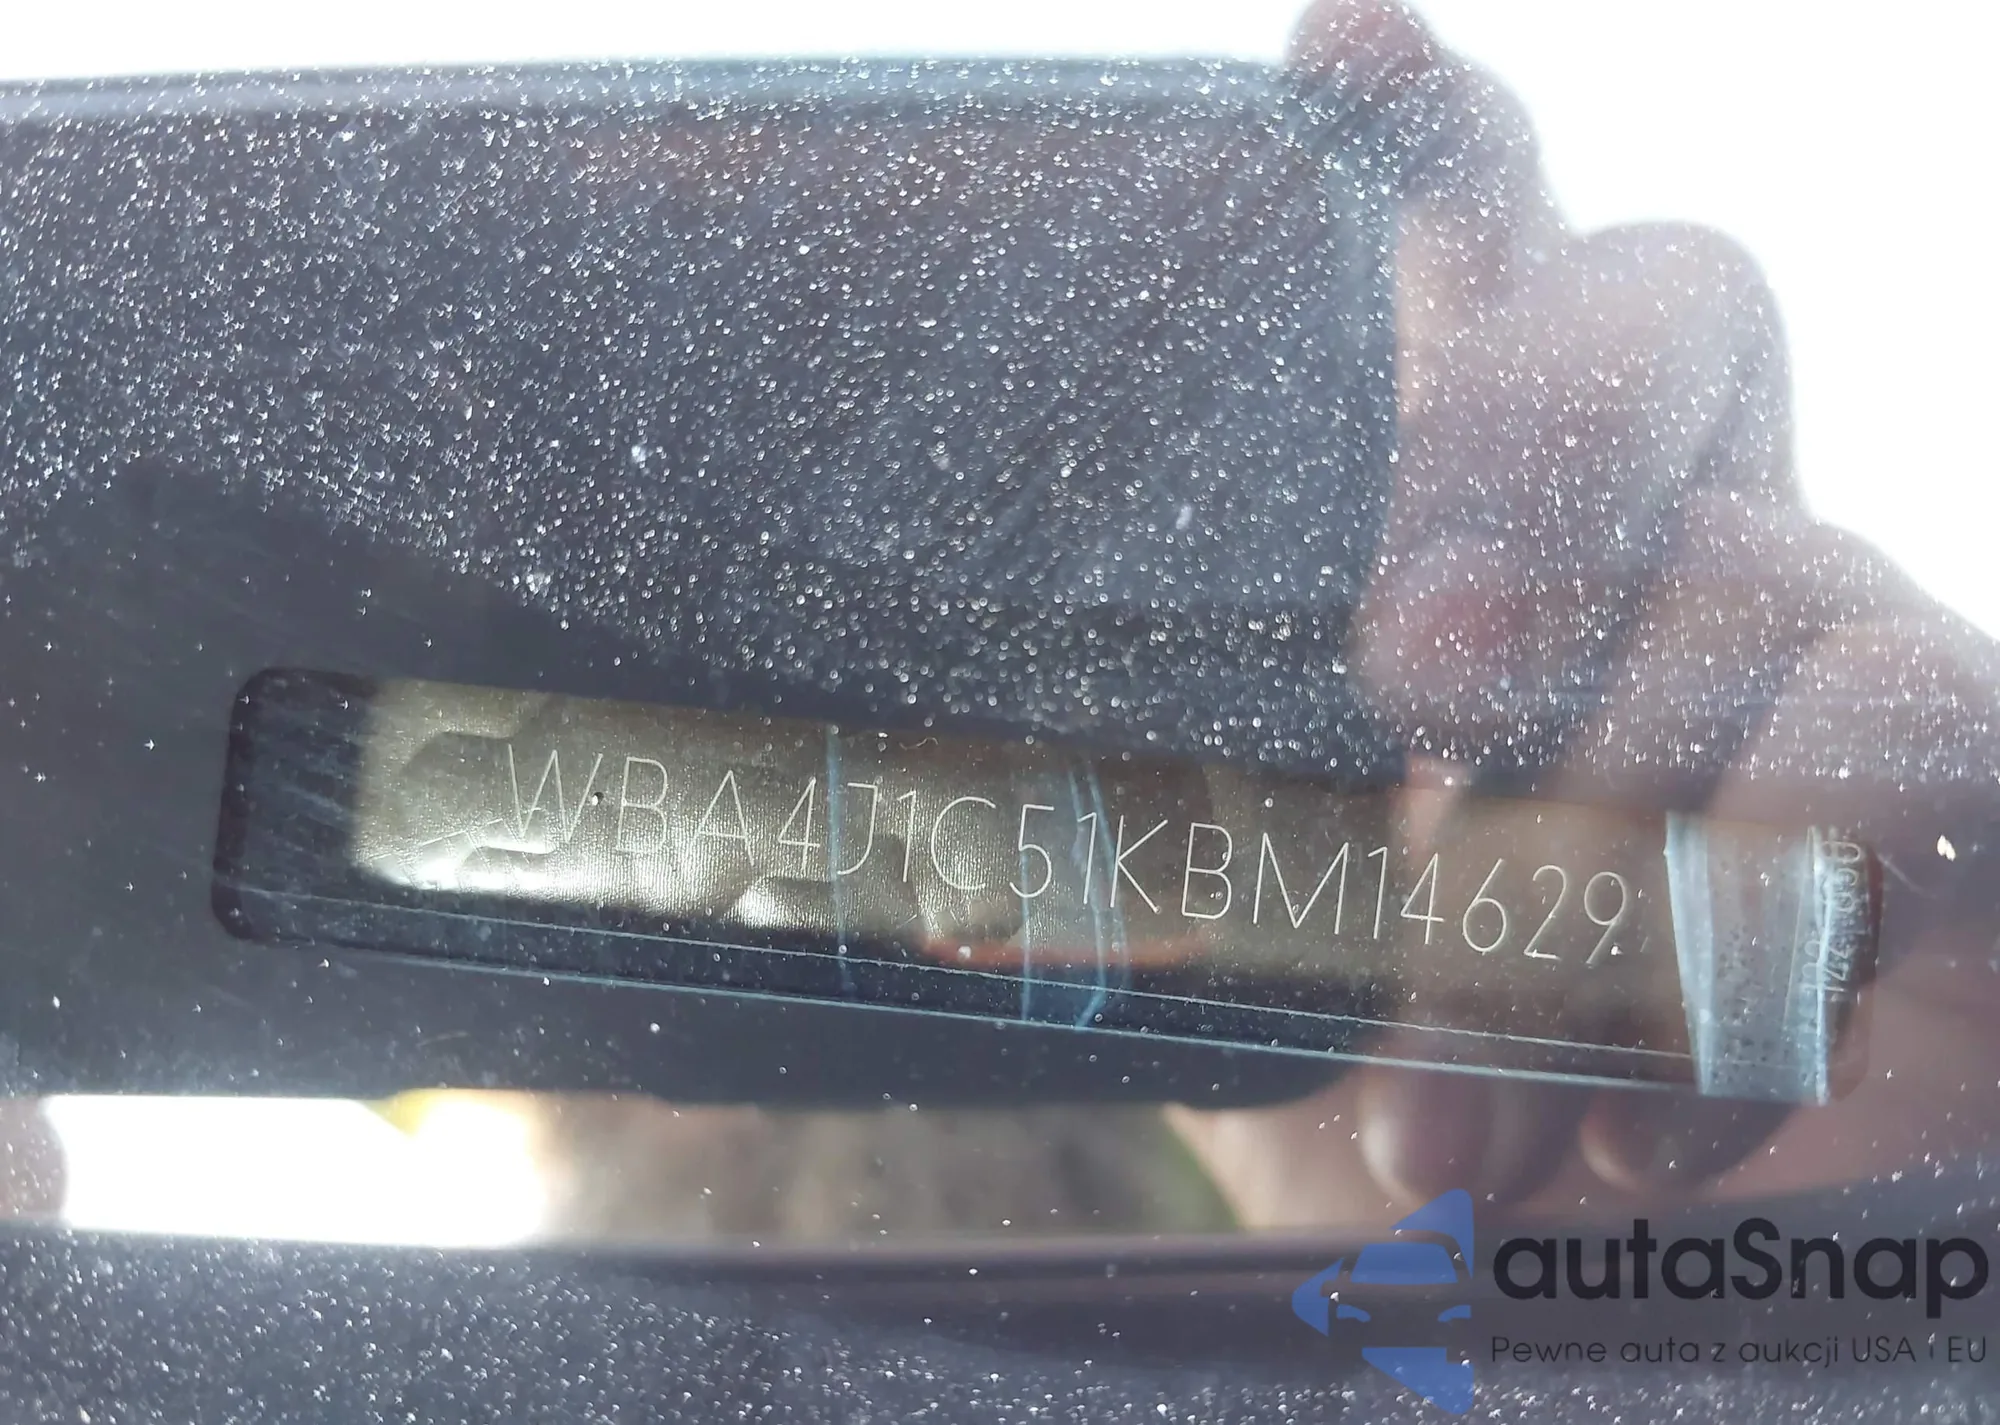 WBA4J1C51KBM14629
autaSnap
Pewne auta z aukcji USA i EU